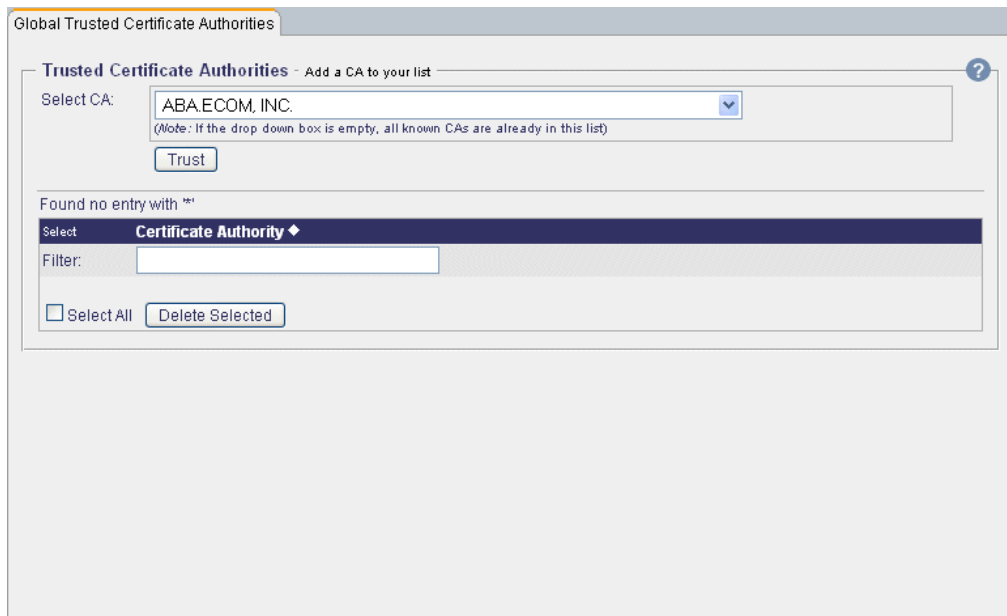 Global Trusted Certificate Authorities
Trusted Certificate Authorities - Add a CA to your list
?
Select CA:
ABA.ECOM, INC.
(Note: If the drop down box is empty, all known CAs are already in this list)
Trust
Found no entry with '*'
Select Certificate Authority
Filter:
Select All Delete Selected